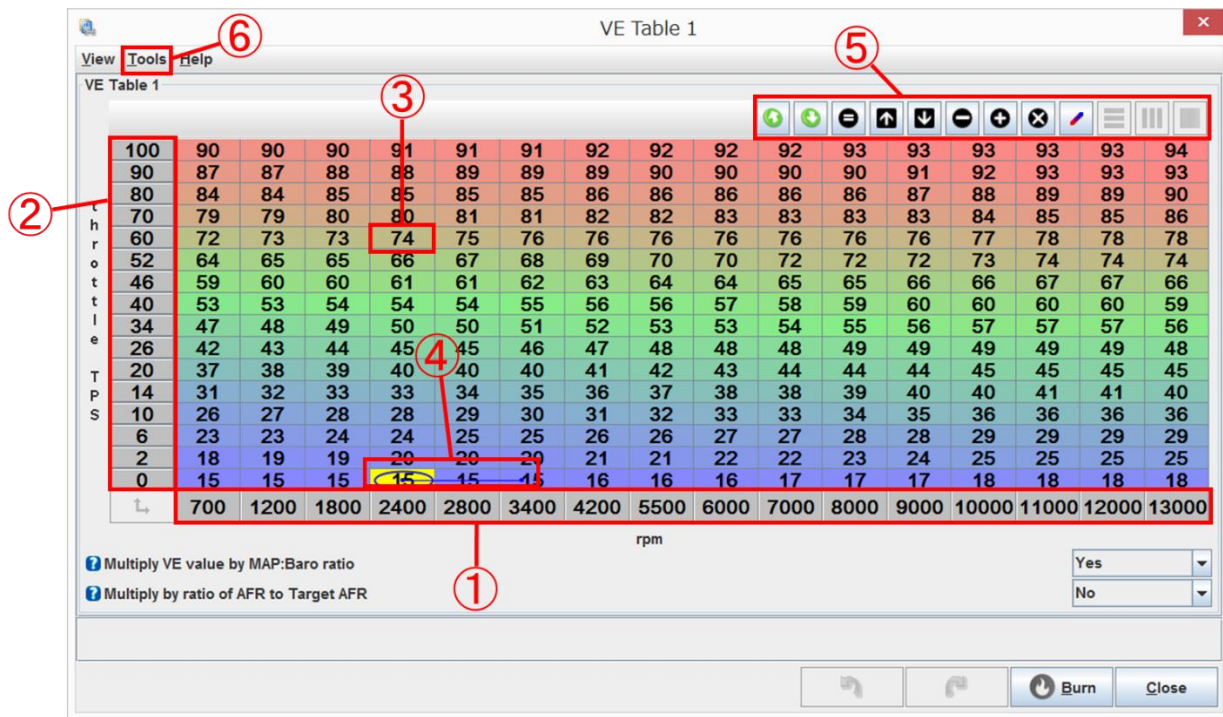 VE Table 1
⑥
⑤
View Tools Help
VE Table 1
③
100 90 90 90 91 91 91 92 92 92 92 93 93 93 93 93 94
90 87 87 88 88 89 89 89 90 90 90 90 91 92 93 93 93
80 84 84 85 85 85 85 86 86 86 86 86 87 88 89 89 90
② 70 79 79 80 80 81 81 82 82 83 83 83 83 84 85 85 86
60 72 73 73 74 75 76 76 76 76 76 76 76 77 78 78 78
52 64 65 65 66 67 68 69 70 70 72 72 72 73 74 74 74
46 59 60 60 61 61 62 63 64 64 65 65 66 66 67 67 66
40 53 53 54 54 54 55 56 56 57 58 59 60 60 60 60 59
34 47 48 49 50 50 51 52 53 53 54 55 56 57 57 57 56
26 42 43 44 45 45 46 47 48 48 48 49 49 49 49 49 48
④
20 37 38 39 40 40 40 41 42 43 44 44 44 45 45 45 45
14 31 32 33 33 34 35 36 37 38 38 39 40 40 41 41 40
10 26 27 28 28 29 30 31 32 33 33 34 35 36 36 36 36
6 23 23 24 24 25 25 26 26 27 27 28 28 29 29 29 29
2 18 19 19 20 20 20 21 21 22 22 23 24 25 25 25 25
0 15 15 15 15 15 15 16 16 16 17 17 17 18 18 18 18
throttle TPS
700 1200 1800 2400 2800 3400 4200 5500 6000 7000 8000 9000 10000 11000 12000 13000
rpm
Multiply VE value by MAP:Baro ratio Yes
Multiply by ratio of AFR to Target AFR No
①
Burn Close